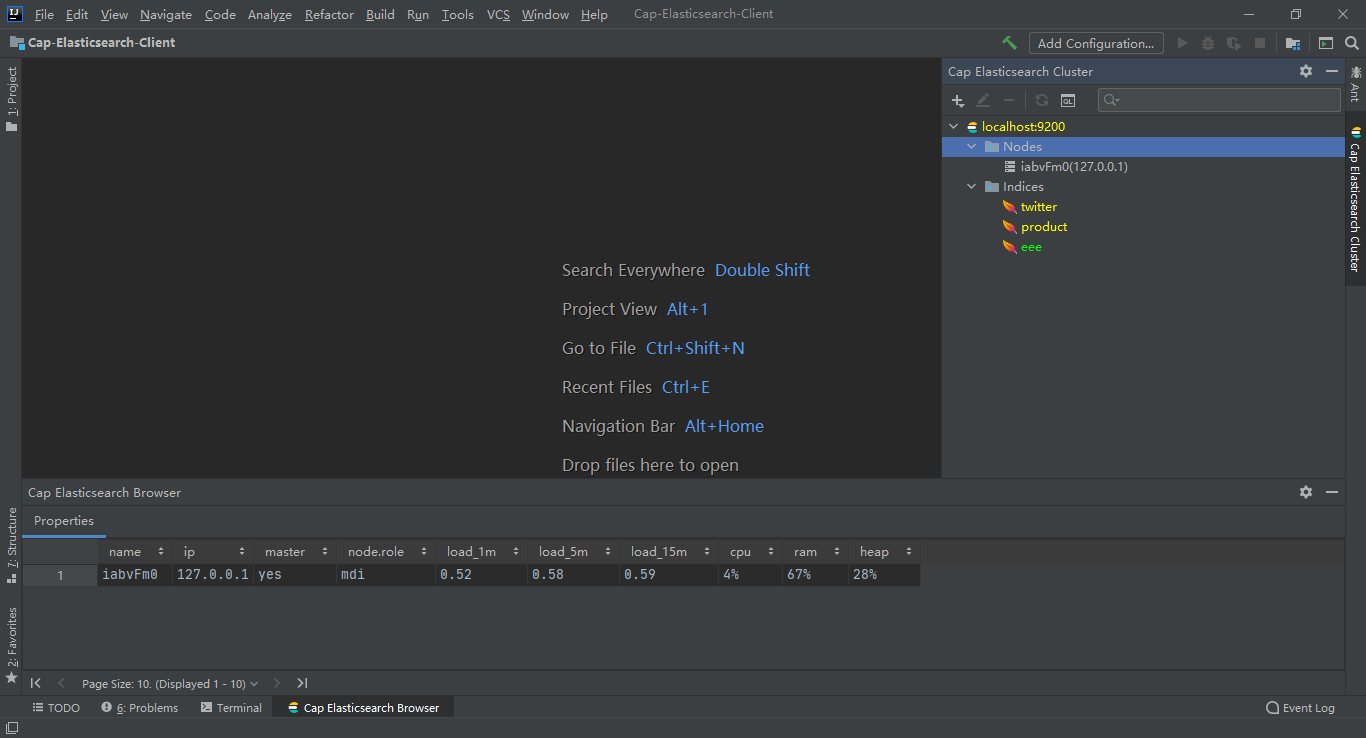 File Edit View Navigate Code Analyze Refactor Build Run Tools VCS Window Help Cap-Elasticsearch-Client
Cap-Elasticsearch-Client
Add Configuration...
1: Project
Cap Elasticsearch Cluster
Ant
QL
localhost:9200
Nodes
iabvFm0(127.0.0.1)
Indices
twitter
product
eee
Cap Elasticsearch Cluster
Search Everywhere Double Shift
Project View Alt+1
Go to File Ctrl+Shift+N
Recent Files Ctrl+E
Navigation Bar Alt+Home
Drop files here to open
Cap Elasticsearch Browser
Properties
name ip master node.role load_1m load_5m load_15m cpu ram heap
1 iabvFm0 127.0.0.1 yes mdi 0.52 0.58 0.59 4% 67% 28%
Z: Structure
2: Favorites
Page Size: 10. (Displayed 1 - 10)
TODO 6: Problems Terminal Cap Elasticsearch Browser Event Log